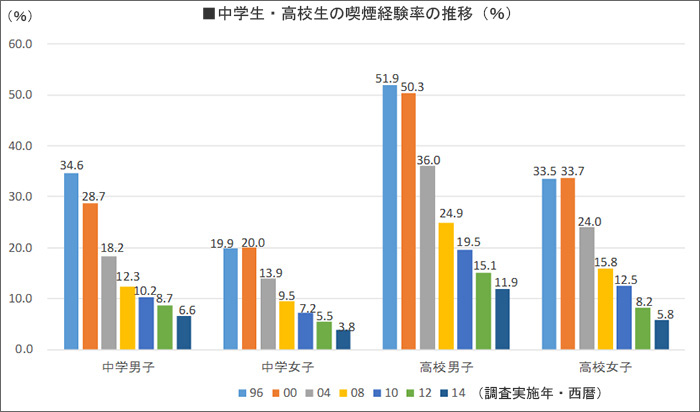 ■中学生・高校生の喫煙経験率の推移（%）
（%）
60.0
50.0
40.0
30.0
20.0
10.0
0.0
34.6 28.7 18.2 12.3 10.2 8.7 6.6
19.9 20.0 13.9 9.5 7.2 5.5 3.8
51.9 50.3 36.0 24.9 19.5 15.1 11.9
33.5 33.7 24.0 15.8 12.5 8.2 5.8
中学男子 中学女子 高校男子 高校女子
96 00 04 08 10 12 14 （調査実施年・西暦）